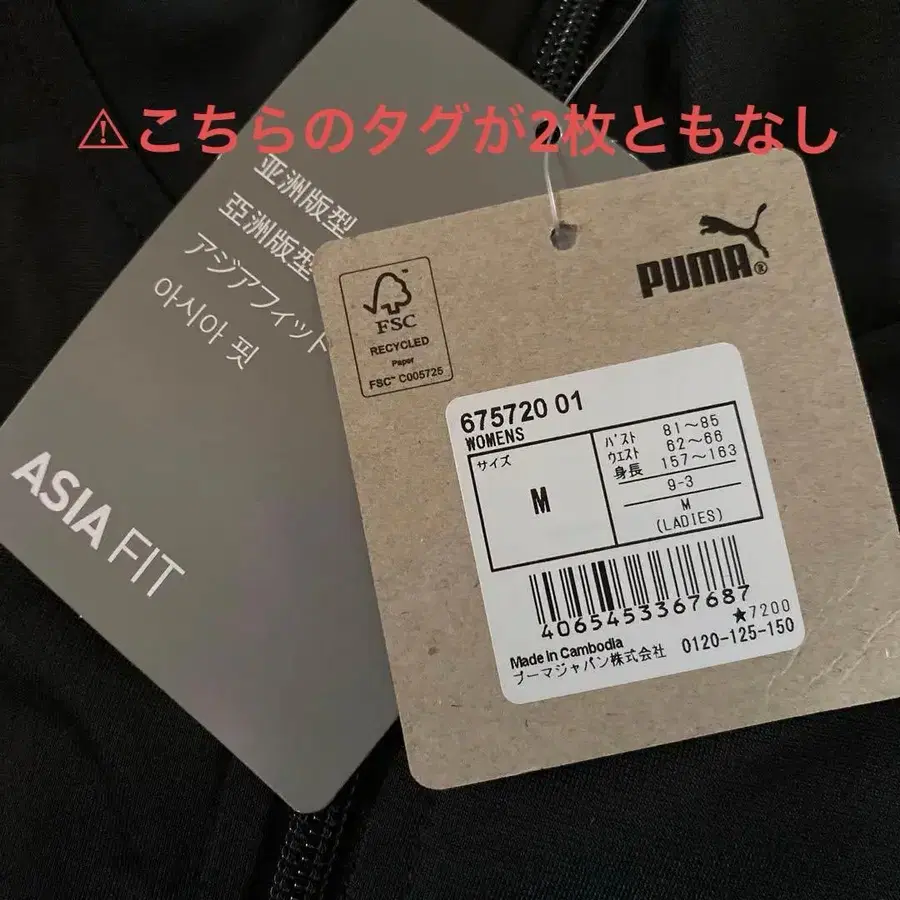 ⚠こちらのタグが2枚ともなし
亚洲版型
亞洲版型
アジアフィット
아시아 핏
ASIA FIT
PUMA®
FSC™
RECYCLED
Paper
FSC™ C005725
675720 01
WOMENS
サイズ
M
バスト 81~85
ウエスト 62~66
身長 157~163
9-3
M
(LADIES)
4065453367687
★7200
Made in Cambodia
プーマジャパン株式会社 0120-125-150